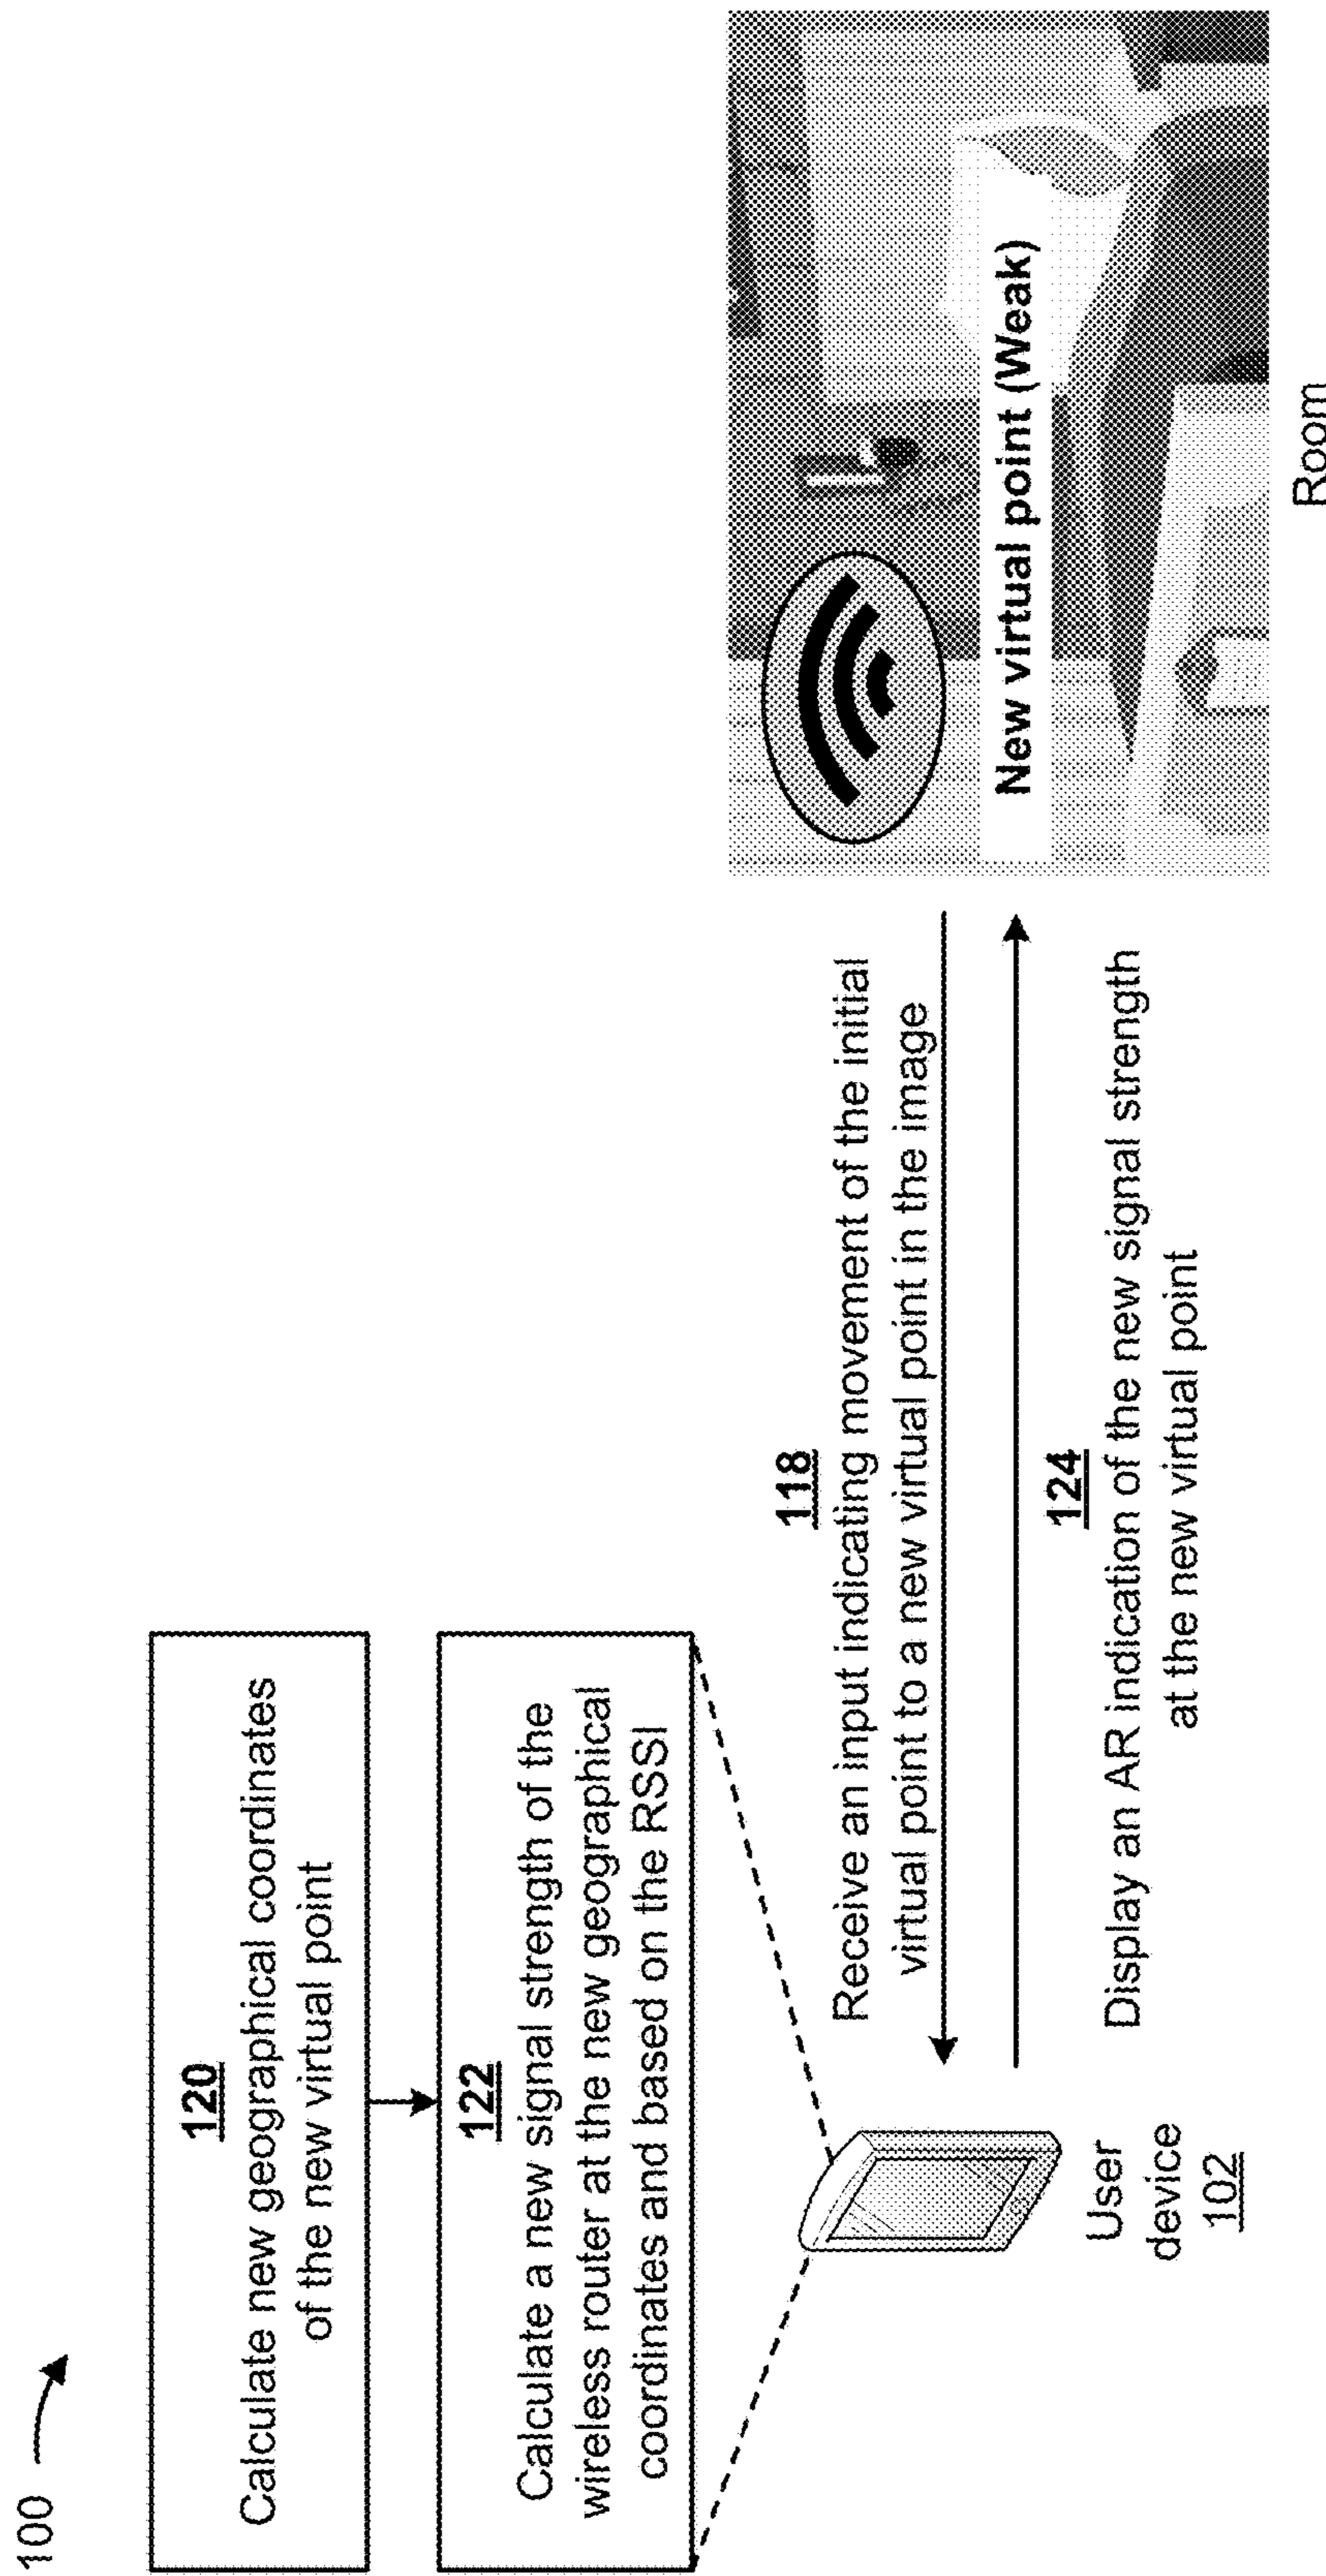 100
120
Calculate new geographical coordinates
of the new virtual point
122
Calculate a new signal strength of the
wireless router at the new geographical
coordinates and based on the RSSI
118
Receive an input indicating movement of the initial
virtual point to a new virtual point in the image
124
Display an AR indication of the new signal strength
at the new virtual point
User
device
102
New virtual point (Weak)
Room